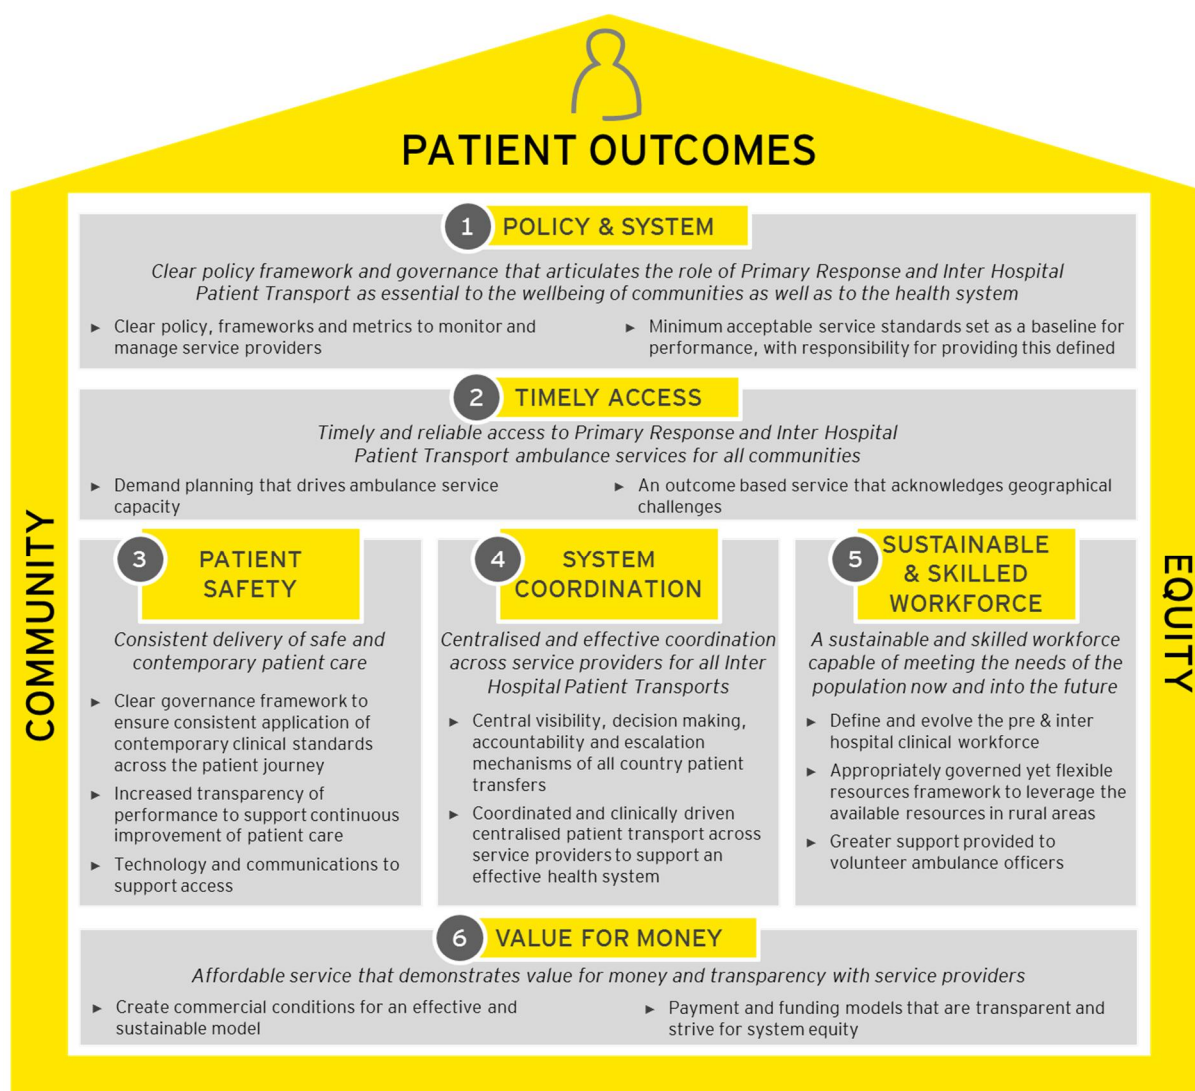 PATIENT OUTCOMES
COMMUNITY
EQUITY
1 POLICY & SYSTEM
Clear policy framework and governance that articulates the role of Primary Response and Inter Hospital
Patient Transport as essential to the wellbeing of communities as well as to the health system
► Clear policy, frameworks and metrics to monitor and
manage service providers
► Minimum acceptable service standards set as a baseline for
performance, with responsibility for providing this defined
2 TIMELY ACCESS
Timely and reliable access to Primary Response and Inter Hospital
Patient Transport ambulance services for all communities
► Demand planning that drives ambulance service
capacity
► An outcome based service that acknowledges geographical
challenges
3 PATIENT
SAFETY
Consistent delivery of safe and
contemporary patient care
► Clear governance framework to
ensure consistent application of
contemporary clinical standards
across the patient journey
► Increased transparency of
performance to support continuous
improvement of patient care
► Technology and communications to
support access
4 SYSTEM
COORDINATION
Centralised and effective coordination
across service providers for all Inter
Hospital Patient Transports
► Central visibility, decision making,
accountability and escalation
mechanisms of all country patient
transfers
► Coordinated and clinically driven
centralised patient transport across
service providers to support an
effective health system
5 SUSTAINABLE
& SKILLED
WORKFORCE
A sustainable and skilled workforce
capable of meeting the needs of the
population now and into the future
► Define and evolve the pre & inter
hospital clinical workforce
► Appropriately governed yet flexible
resources framework to leverage the
available resources in rural areas
► Greater support provided to
volunteer ambulance officers
6 VALUE FOR MONEY
Affordable service that demonstrates value for money and transparency with service providers
► Create commercial conditions for an effective and
sustainable model
► Payment and funding models that are transparent and
strive for system equity